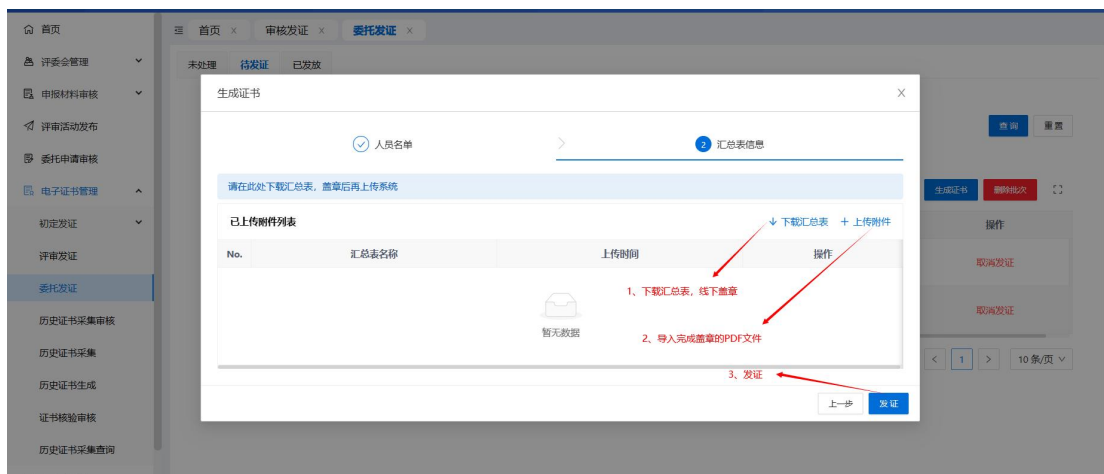 首页
评委会管理
申报材料审核
评审活动发布
委托申请审核
电子证书管理
初定发证
评审发证
委托发证
历史证书采集审核
历史证书采集
历史证书生成
证书核验审核
历史证书采集查询
首页 × 审核发证 × 委托发证 ×
未处理 待发证 已发放
查询 重置
生成证书 删除批次
操作
取消发证
取消发证
< 1 > 10 条/页
生成证书 ×
人员名单 > 2 汇总表信息
请在此处下载汇总表，盖章后再上传系统
已上传附件列表 下载汇总表 + 上传附件
No. 汇总表名称 上传时间 操作
暂无数据
1、下载汇总表，线下盖章
2、导入完成盖章的PDF文件
3、发证
上一步 发证